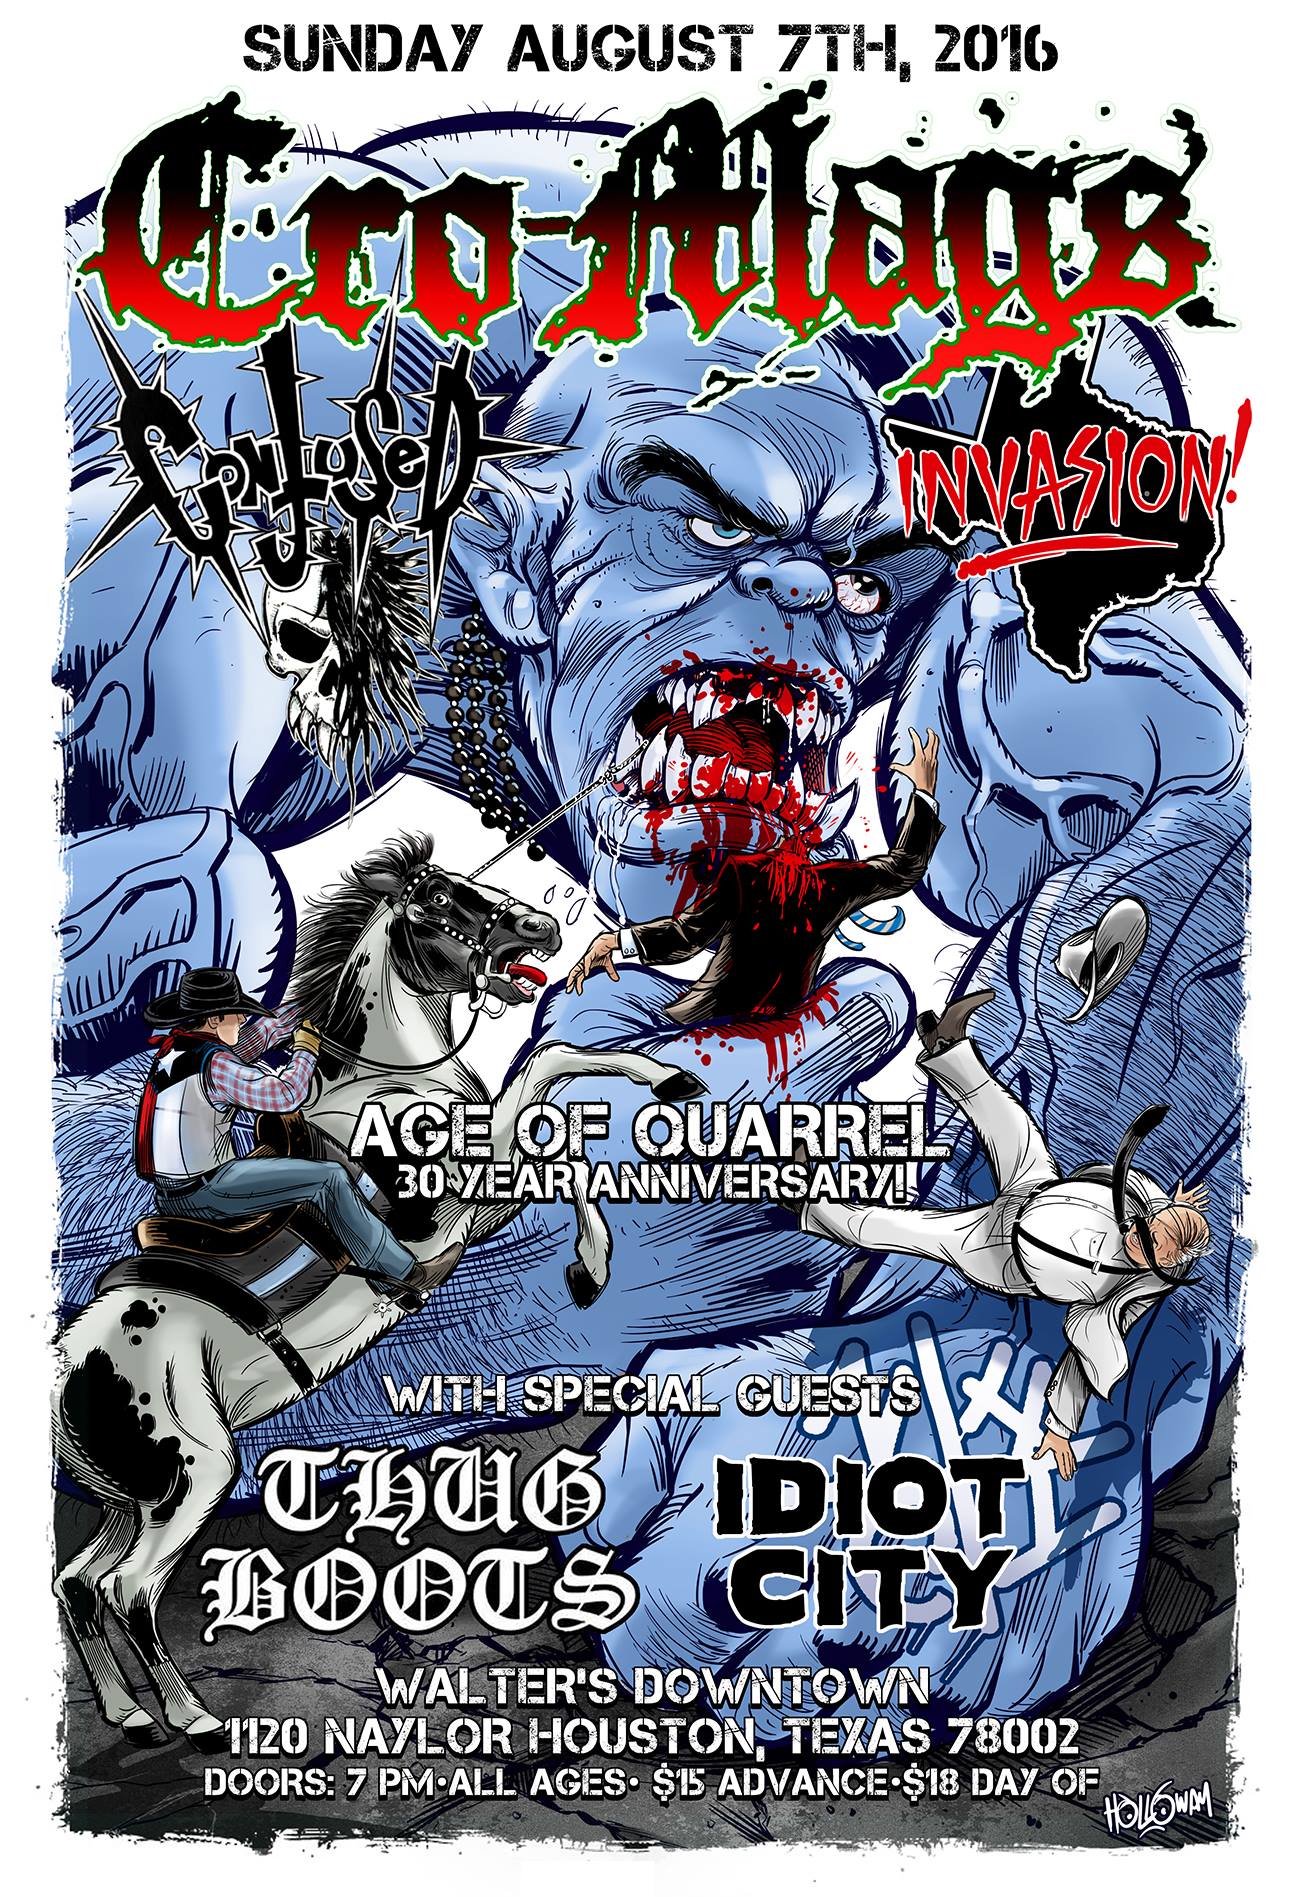 SUNDAY AUGUST 7TH, 2016
Cro-Mags
CONFUSED
INVASION!
AGE OF QUARREL
30 YEAR ANNIVERSARY!!
WITH SPECIAL GUESTS
THUG
BOOTS
IDIOT
CITY
WALTER'S DOWNTOWN
1120 NAYLOR HOUSTON, TEXAS 78002
DOORS: 7 PM•ALL AGES• $15 ADVANCE•$18 DAY OF